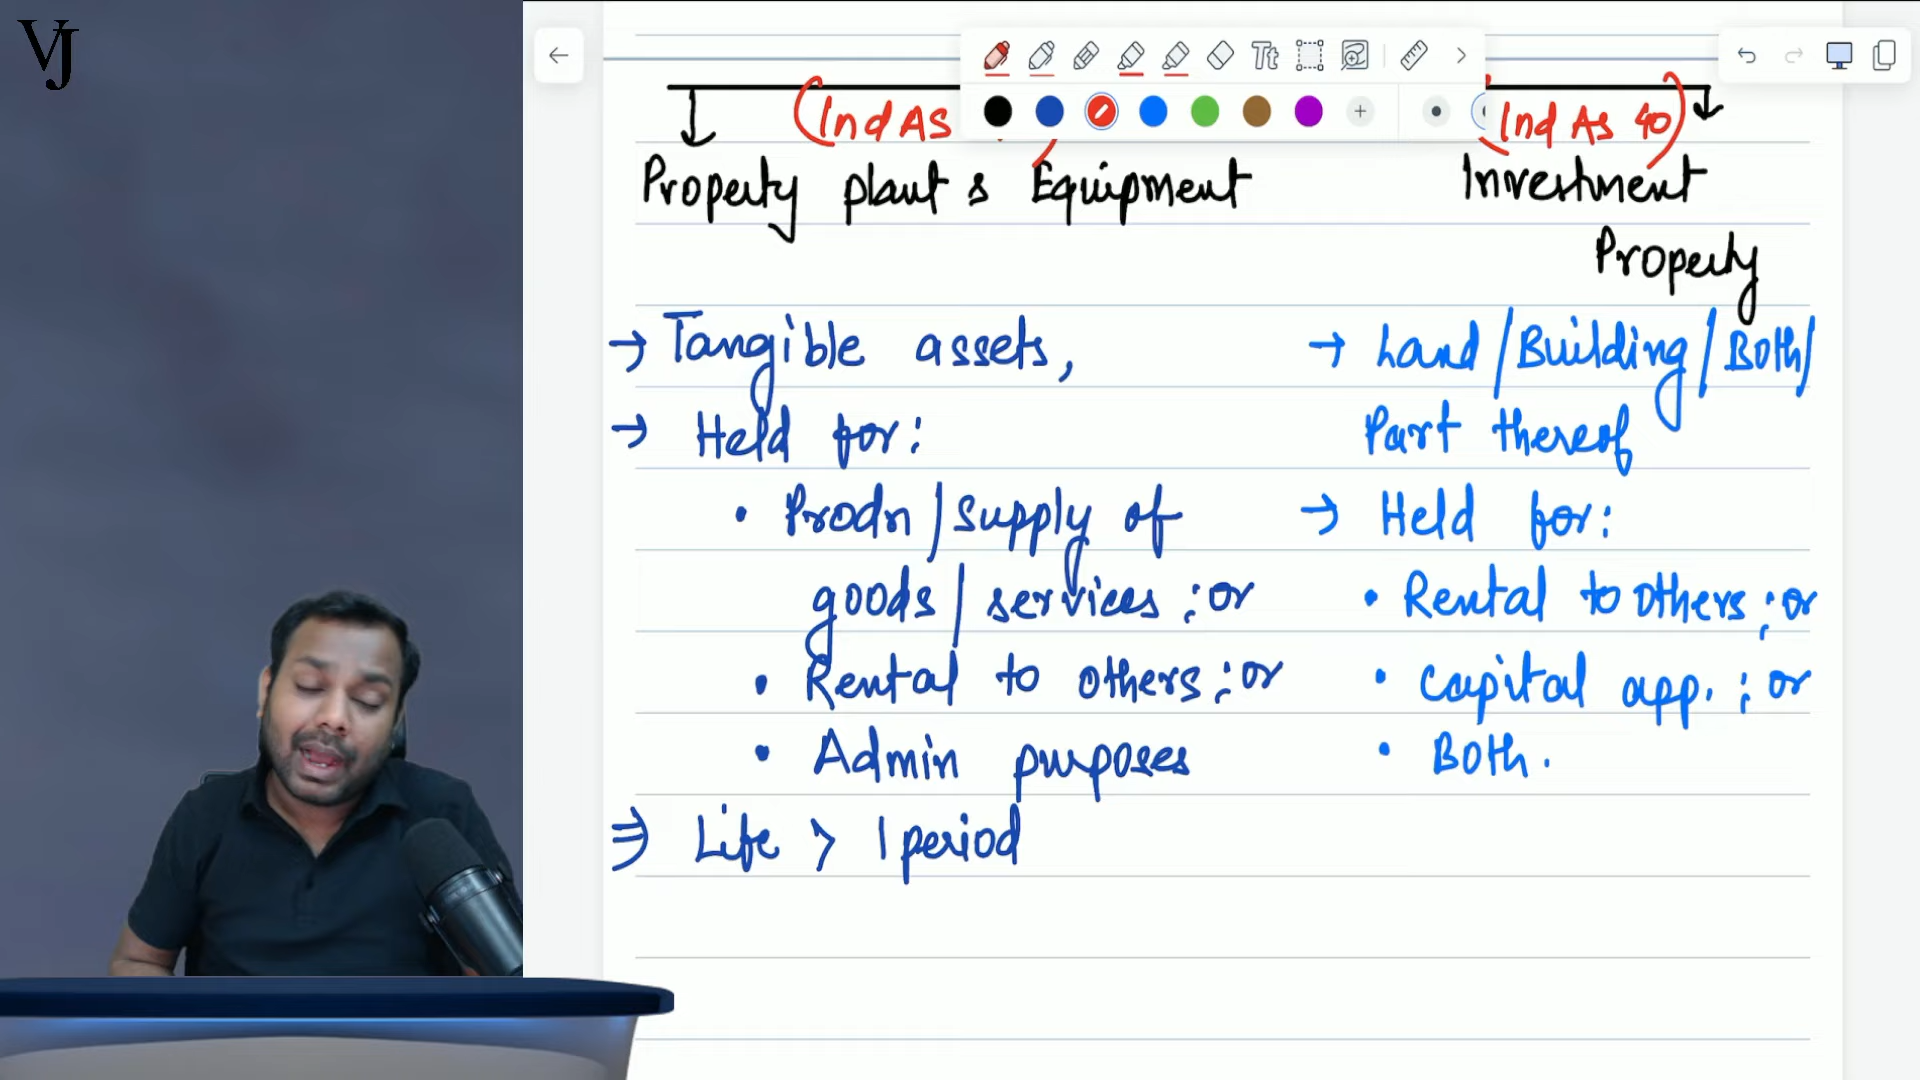 VJ
Tt
(Ind AS
(Ind AS 40)
Property plant & Equipment
Investment
Property
→ Tangible assets,
→ Held for:
• Prodn/supply of
goods/services ; or
• Rental to others ; or
• Admin purposes
⇒ Life > 1 period
→ Land/Building/Both/
Part thereof
→ Held for:
• Rental to others ; or
• Capital app. ; or
• Both.